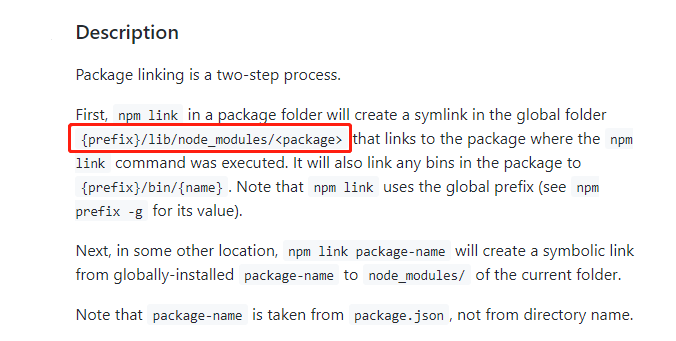 Description
Package linking is a two-step process.
First, npm link in a package folder will create a symlink in the global folder
{prefix}/lib/node_modules/<package> that links to the package where the npm
link command was executed. It will also link any bins in the package to
{prefix}/bin/{name} . Note that npm link uses the global prefix (see npm
prefix -g for its value).
Next, in some other location, npm link package-name will create a symbolic link
from globally-installed package-name to node_modules/ of the current folder.
Note that package-name is taken from package.json , not from directory name.